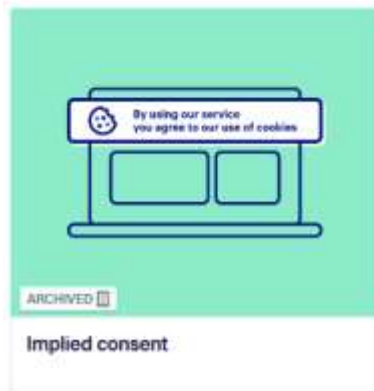 By using our service
you agree to our use of cookies
ARCHIVED
Implied consent